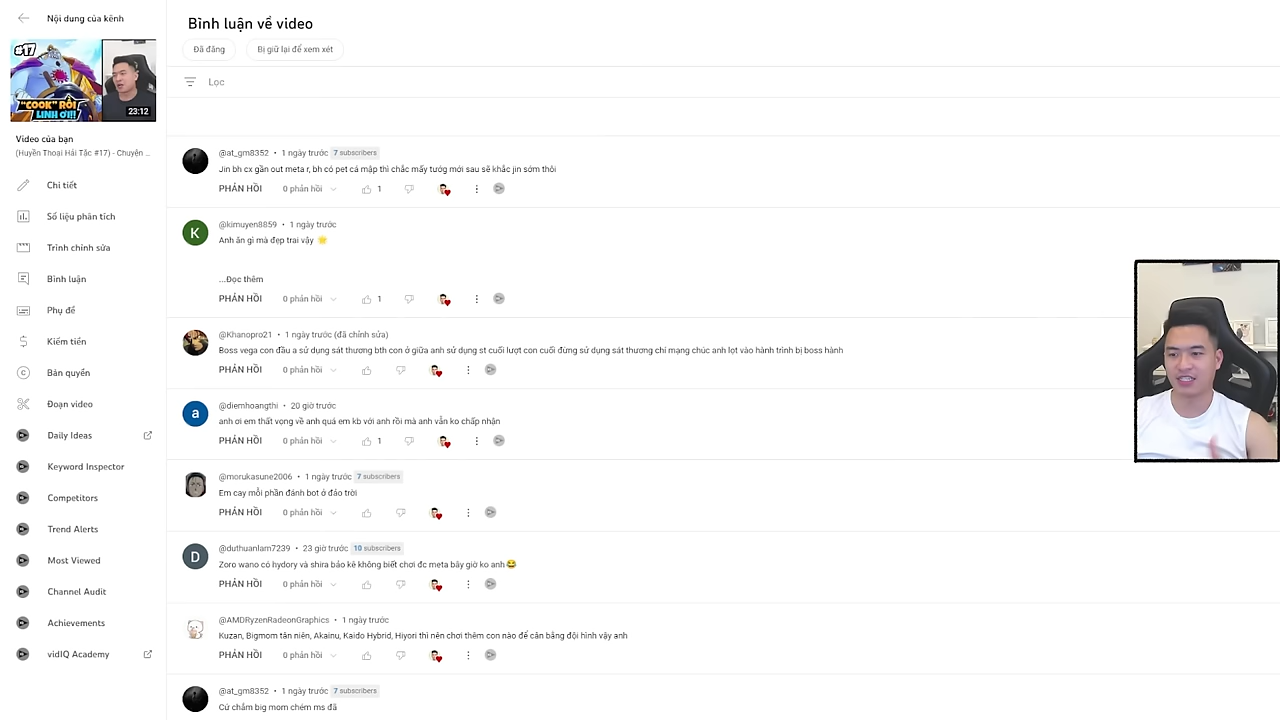 Nội dung của kênh
#17
"COOK" RỒI
LINH ƠI!!
23:12
Video của bạn
(Huyền Thoại Hải Tặc #17) - Chuyên ...
Chi tiết
Số liệu phân tích
Trình chỉnh sửa
Bình luận
Phụ đề
Kiếm tiền
Bản quyền
Đoạn video
Daily Ideas
Keyword Inspector
Competitors
Trend Alerts
Most Viewed
Channel Audit
Achievements
vidIQ Academy
Bình luận về video
Đã đăng
Bị giữ lại để xem xét
Lọc
@at_gm8352 • 1 ngày trước 7 subscribers
Jin bh cx gần out meta r, bh có pet cá mập thì chắc mấy tướg mới sau sẽ khắc jin sớm thôi
PHẢN HỒI 0 phản hồi 1
K
@kimuyen8859 • 1 ngày trước
Anh ăn gì mà đẹp trai vậy 🌟
...Đọc thêm
PHẢN HỒI 0 phản hồi 1
@Khanopro21 • 1 ngày trước (đã chỉnh sửa)
Boss vega con đầu a sử dụng sát thương bth con ở giữa anh sử dụng st cuối lượt con cuối đừng sử dụng sát thương chí mạng chúc anh lọt vào hành trình bị boss hành
PHẢN HỒI 0 phản hồi
a
@diemhoangthi • 20 giờ trước
anh ơi em thất vọng về anh quá em kb với anh rồi mà anh vẫn ko chấp nhận
PHẢN HỒI 0 phản hồi 1
@morukasune2006 • 1 ngày trước 7 subscribers
Em cay mỗi phần đánh bot ở đảo trời
PHẢN HỒI 0 phản hồi
D
@duthuanlam7239 • 23 giờ trước 10 subscribers
Zoro wano có hydory và shira bảo kê không biết chơi đc meta bây giờ ko anh😂
PHẢN HỒI 0 phản hồi
@AMDRyzenRadeonGraphics • 1 ngày trước
Kuzan, Bigmom tân niên, Akainu, Kaido Hybrid, Hiyori thì nên chơi thêm con nào để cân bằng đội hình vậy anh
PHẢN HỒI 0 phản hồi
@at_gm8352 • 1 ngày trước 7 subscribers
Cứ chắm big mom chém ms đã